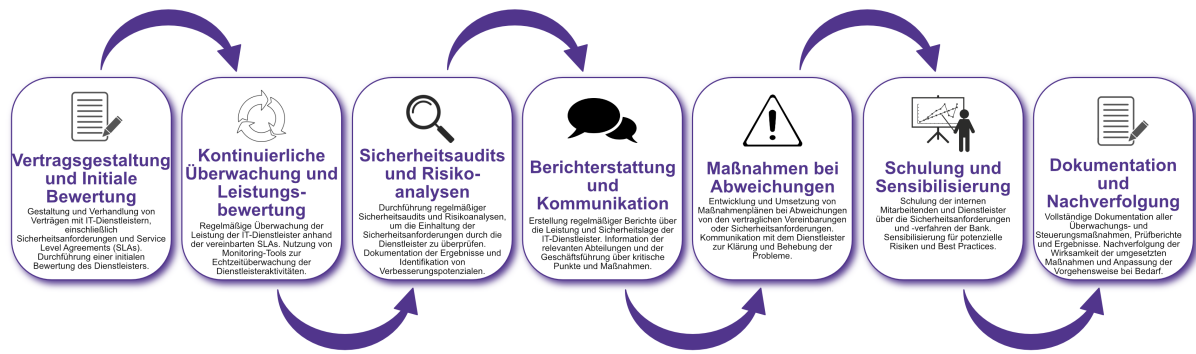 Vertragsgestaltung
und Initiale
Bewertung
Gestaltung und Verhandlung von
Verträgen mit IT-Dienstleistern,
einschließlich
Sicherheitsanforderungen und Service
Level Agreements (SLAs).
Durchführung einer initialen
Bewertung des Dienstleisters.
Kontinuierliche
Überwachung und
Leistungs-
bewertung
Regelmäßige Überwachung der
Leistung der IT-Dienstleister anhand
der vereinbarten SLAs. Nutzung von
Monitoring-Tools zur
Echtzeitüberwachung der
Dienstleisteraktivitäten.
Sicherheitsaudits
und Risiko-
analysen
Durchführung regelmäßiger
Sicherheitsaudits und Risikoanalysen,
um die Einhaltung der
Sicherheitsanforderungen durch die
Dienstleister zu überprüfen.
Dokumentation der Ergebnisse und
Identifikation von
Verbesserungspotenzialen.
Berichterstattung
und
Kommunikation
Erstellung regelmäßiger Berichte über
die Leistung und Sicherheitslage der
IT-Dienstleister. Information der
relevanten Abteilungen und der
Geschäftsführung über kritische
Punkte und Maßnahmen.
Maßnahmen bei
Abweichungen
Entwicklung und Umsetzung von
Maßnahmenplänen bei Abweichungen
von den vertraglichen Vereinbarungen
oder Sicherheitsanforderungen.
Kommunikation mit dem Dienstleister
zur Klärung und Behebung der
Probleme.
Schulung und
Sensibilisierung
Schulung der internen
Mitarbeitenden und Dienstleister
über die Sicherheitsanforderungen
und -verfahren der Bank.
Sensibilisierung für potenzielle
Risiken und Best Practices.
Dokumentation
und
Nachverfolgung
Vollständige Dokumentation aller
Überwachungs- und
Steuerungsmaßnahmen, Prüfberichte
und Ergebnisse. Nachverfolgung der
Wirksamkeit der umgesetzten
Maßnahmen und Anpassung der
Vorgehensweise bei Bedarf.